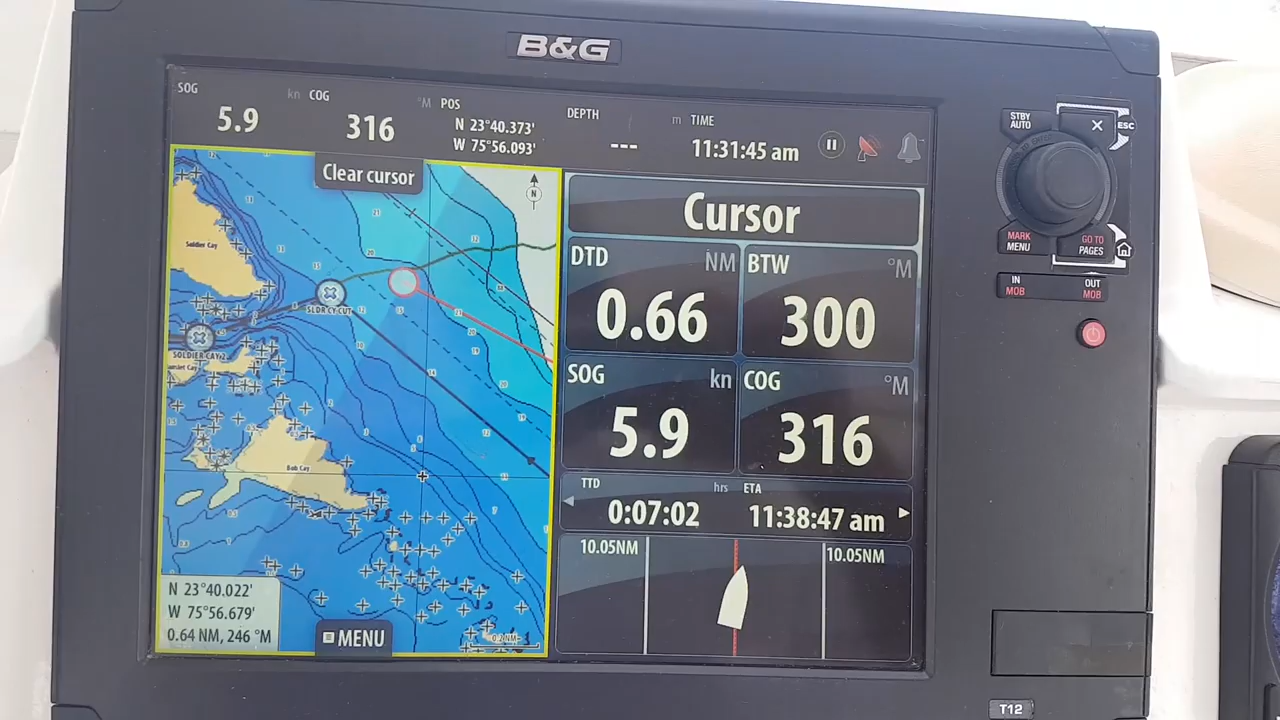 B&G
SOG kn
5.9
COG °M
316
POS
N 23°40.373'
W 75°56.093'
DEPTH m
---
TIME
11:31:45 am
Clear cursor
N
Soldier Cay
SLDR CY CUT
SOLDIER CAY 2
Bob Cay
N 23°40.022'
W 75°56.679'
0.64 NM, 246 °M
MENU
0.2 NM
Cursor
DTD NM
0.66
BTW °M
300
SOG kn
5.9
COG °M
316
TTD hrs
0:07:02
ETA
11:38:47 am
10.05NM
10.05NM
STBY
AUTO
X
ESC
MARK
MENU
GO TO
PAGES
IN
MOB
OUT
MOB
T12